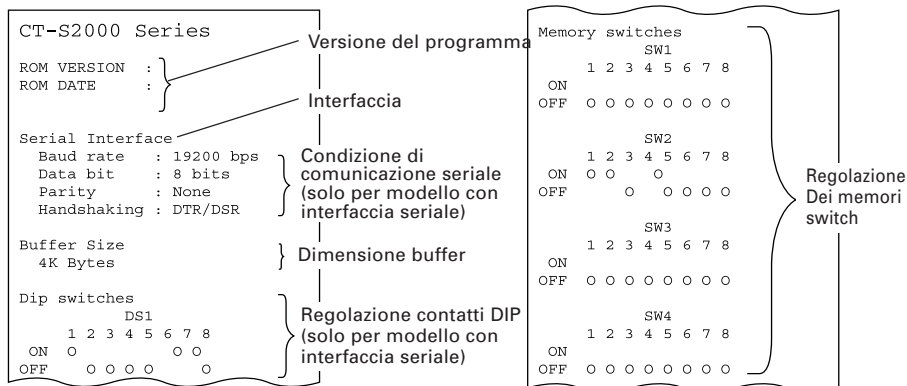 CT-S2000 Series
Versione del programma
ROM VERSION :
ROM DATE :
Interfaccia
Serial Interface
Baud rate : 19200 bps
Data bit : 8 bits
Parity : None
Handshaking : DTR/DSR
Condizione di
comunicazione seriale
(solo per modello con
interfaccia seriale)
Buffer Size
4K Bytes
Dimensione buffer
Dip switches
DS1
1 2 3 4 5 6 7 8
ON O O O
OFF O O O O O
Regolazione contatti DIP
(solo per modello con
interfaccia seriale)
Memory switches
SW1
1 2 3 4 5 6 7 8
ON
OFF O O O O O O O O
SW2
1 2 3 4 5 6 7 8
ON O O O
OFF O O O O O
SW3
1 2 3 4 5 6 7 8
ON
OFF O O O O O O O O
SW4
1 2 3 4 5 6 7 8
ON
OFF O O O O O O O O
Regolazione
Dei memori
switch